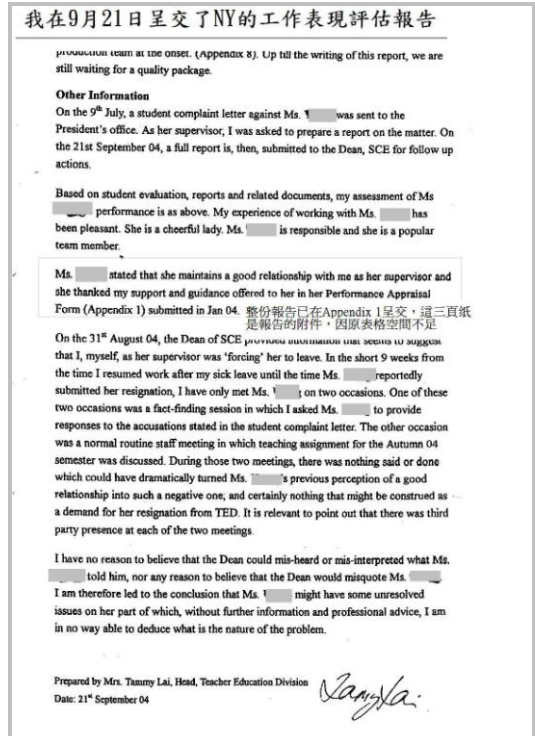 我在9月21日呈交了NY的工作表現評估報告
production team at the onset. (Appendix 8). Up till the writing of this report, we are
still waiting for a quality package.
Other Information
On the 9th July, a student complaint letter against Ms. was sent to the
President's office. As her supervisor, I was asked to prepare a report on the matter. On
the 21st September 04, a full report is, then, submitted to the Dean, SCE for follow up
actions.
Based on student evaluation, reports and related documents, my assessment of Ms
performance is as above. My experience of working with Ms. has
been pleasant. She is a cheerful lady. Ms. is responsible and she is a popular
team member.
Ms. stated that she maintains a good relationship with me as her supervisor and
she thanked my support and guidance offered to her in her Performance Appraisal
Form (Appendix 1) submitted in Jan 04. 整份報告已在Appendix 1呈交，這三頁紙
是報告的附件，因原表格空間不足
On the 31st August 04, the Dean of SCE provided information that seems to suggest
that I, myself, as her supervisor was 'forcing' her to leave. In the short 9 weeks from
the time I resumed work after my sick leave until the time Ms. reportedly
submitted her resignation, I have only met Ms. on two occasions. One of these
two occasions was a fact-finding session in which I asked Ms. to provide
responses to the accusations stated in the student complaint letter. The other occasion
was a normal routine staff meeting in which teaching assignment for the Autumn 04
semester was discussed. During those two meetings, there was nothing said or done
which could have dramatically turned Ms. 's previous perception of a good
relationship into such a negative one; and certainly nothing that might be construed as
a demand for her resignation from TED. It is relevant to point out that there was third
party presence at each of the two meetings.
I have no reason to believe that the Dean could mis-heard or mis-interpreted what Ms.
told him, nor any reason to believe that the Dean would misquote Ms.
I am therefore led to the conclusion that Ms. might have some unresolved
issues on her part of which, without further information and professional advice, I am
in no way able to deduce what is the nature of the problem.
Prepared by Mrs. Tammy Lai, Head, Teacher Education Division
Date: 21st September 04